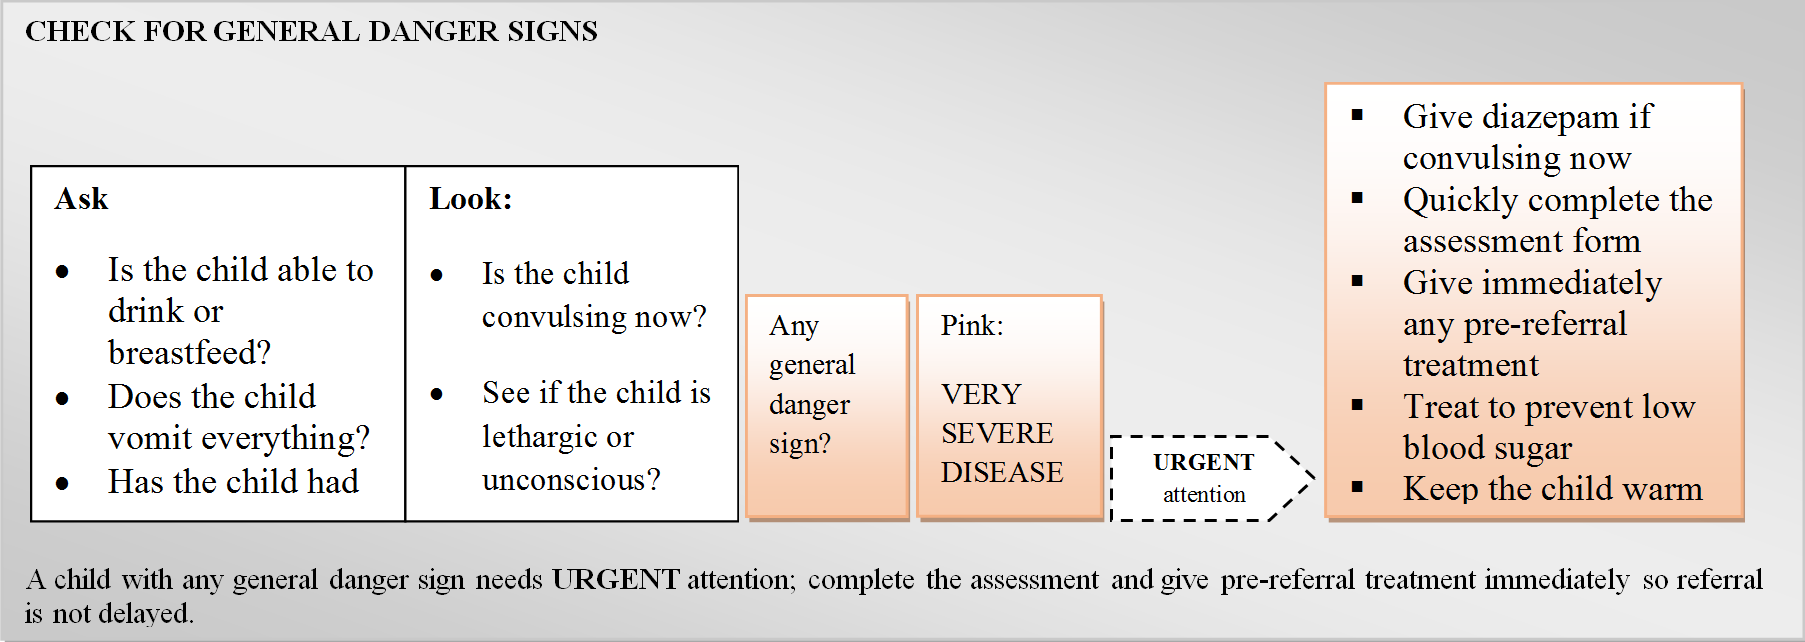 CHECK FOR GENERAL DANGER SIGNS
Ask
• Is the child able to
drink or
breastfeed?
• Does the child
vomit everything?
• Has the child had
Look:
• Is the child
convulsing now?
• See if the child is
lethargic or
unconscious?
Any
general
danger
sign?
Pink:
VERY
SEVERE
DISEASE
URGENT
attention
▪ Give diazepam if
convulsing now
▪ Quickly complete the
assessment form
▪ Give immediately
any pre-referral
treatment
▪ Treat to prevent low
blood sugar
▪ Keep the child warm
A child with any general danger sign needs URGENT attention; complete the assessment and give pre-referral treatment immediately so referral
is not delayed.